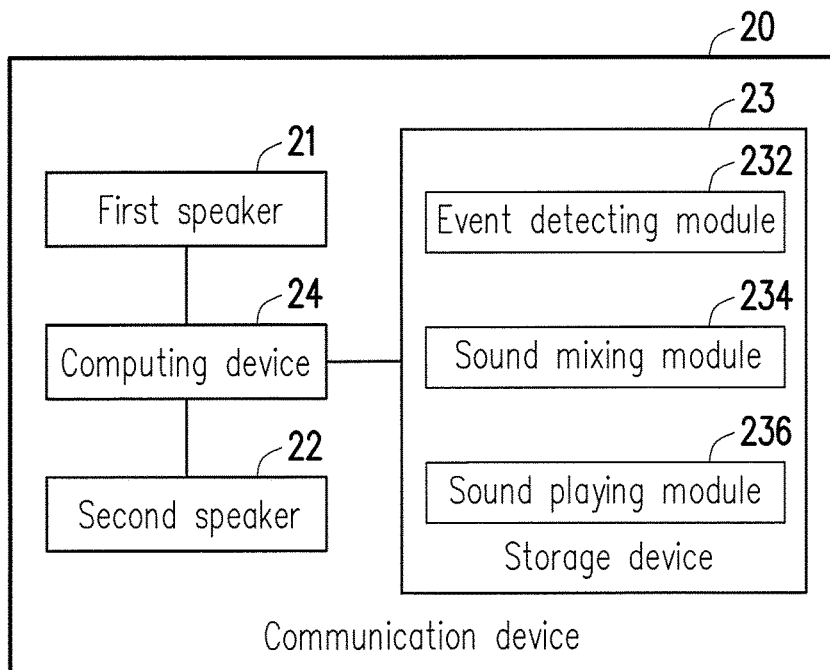 20
23
21
First speaker
232
Event detecting module
24
Computing device
234
Sound mixing module
22
Second speaker
236
Sound playing module
Storage device
Communication device